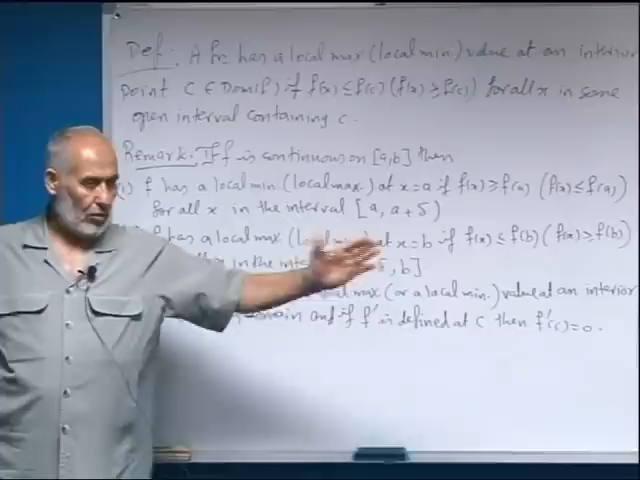 Def: A fn has a local max (local min) value at an interior
point c ∈ Dom(f) if f(x) ≤ f(c) (f(x) ≥ f(c)) for all x in some
open interval containing c.
Remark. If f is continuous on [a,b] then
f has a local min (local max.) at x=a if f(x) ≥ f(a) (f(x) ≤ f(a))
for all x in the interval [a, a+δ)
has a local max at x=b if f(x) ≤ f(b) (f(x) ≥ f(b))
in the , b]
max (or a local min.) value at an interior
and if f' is defined at c then f'(c)=0.